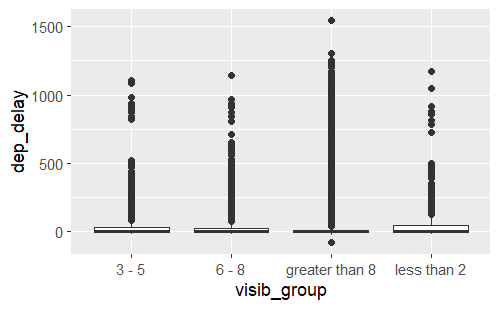 1500
1000
500
0
dep_delay
3 - 5
6 - 8
greater than 8
less than 2
visib_group